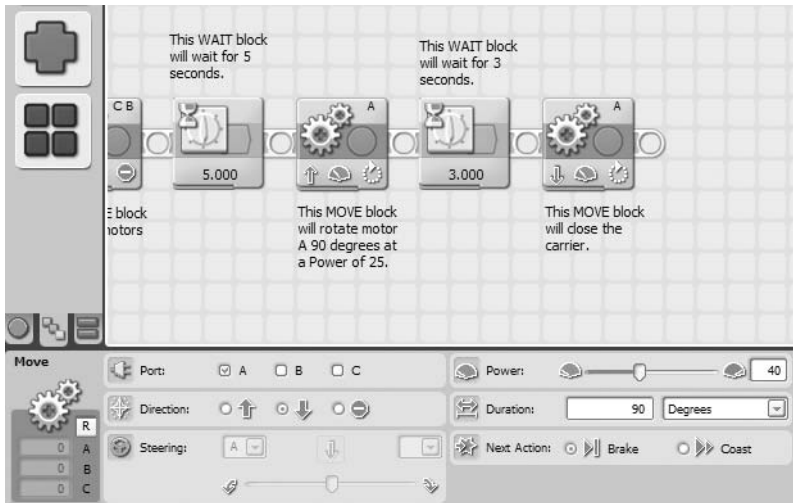 This WAIT block
will wait for 5
seconds.
This WAIT block
will wait for 3
seconds.
C B
A
A
5.000
3.000
block
This MOVE block
will rotate motor
A 90 degrees at
a Power of 25.
This MOVE block
will close the
carrier.
Move
R
0 A
0 B
0 C
Port: A B C
Direction:
Steering: A
Power: 40
Duration: 90 Degrees
Next Action: Brake Coast